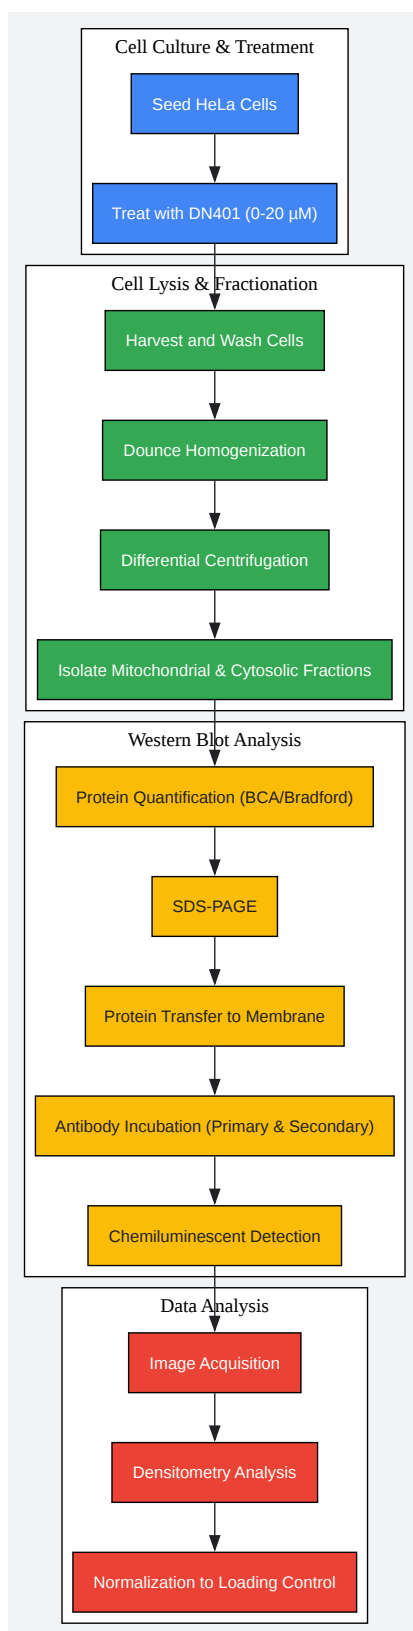 Cell Culture & Treatment
Seed HeLa Cells
Treat with DN401 (0-20 µM)
Cell Lysis & Fractionation
Harvest and Wash Cells
Dounce Homogenization
Differential Centrifugation
Isolate Mitochondrial & Cytosolic Fractions
Western Blot Analysis
Protein Quantification (BCA/Bradford)
SDS-PAGE
Protein Transfer to Membrane
Antibody Incubation (Primary & Secondary)
Chemiluminescent Detection
Data Analysis
Image Acquisition
Densitometry Analysis
Normalization to Loading Control